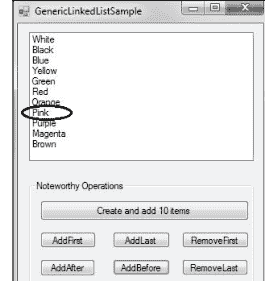 GenericLinkedListSample
White
Black
Blue
Yellow
Green
Red
Orange
Pink
Purple
Magenta
Brown
Noteworthy Operations
Create and add 10 items
AddFirst AddLast RemoveFirst
AddAfter AddBefore RemoveLast